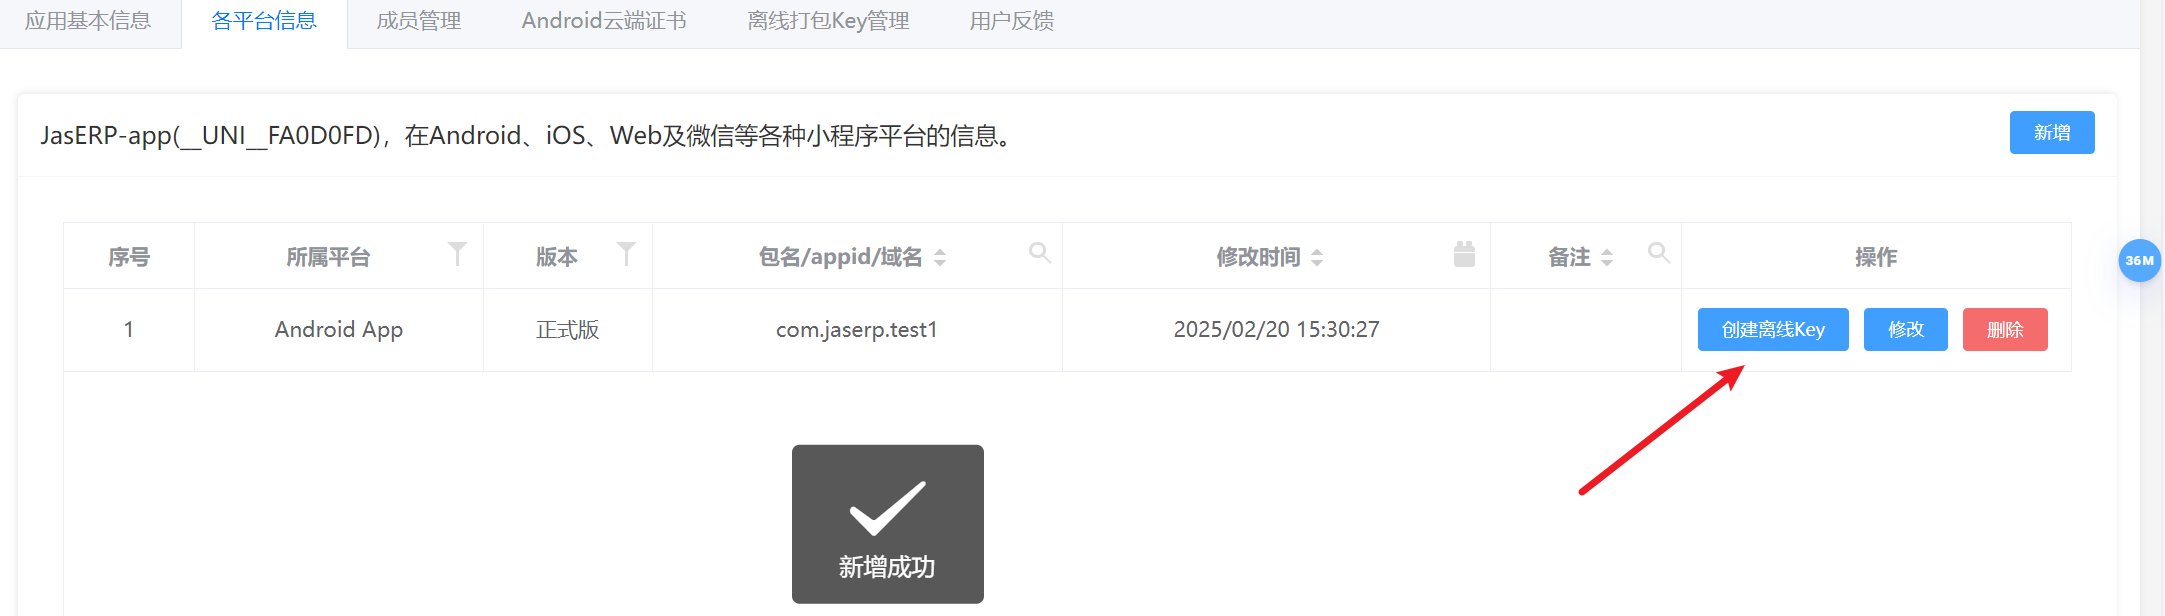 应用基本信息 各平台信息 成员管理 Android云端证书 离线打包Key管理 用户反馈
JasERP-app(__UNI__FA0D0FD)，在Android、iOS、Web及微信等各种小程序平台的信息。 新增
序号 所属平台 版本 包名/appid/域名 修改时间 备注 操作
36M
1 Android App 正式版 com.jaserp.test1 2025/02/20 15:30:27 创建离线Key 修改 删除
新增成功